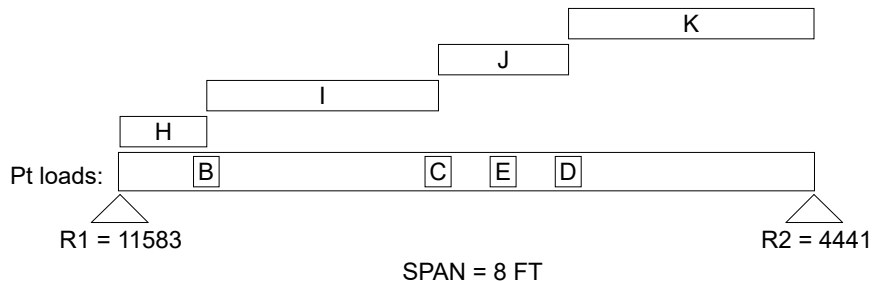 K
J
I
H
Pt loads: B C E D
R1 = 11583 R2 = 4441
SPAN = 8 FT